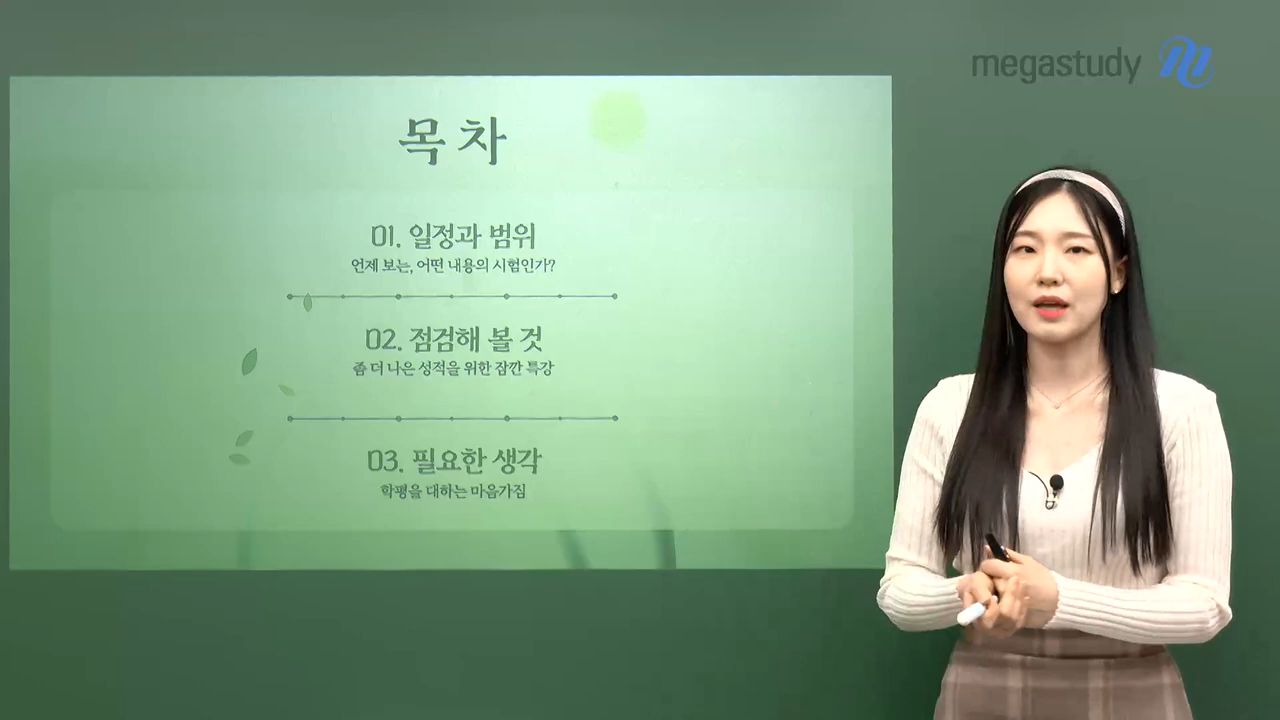 megastudy
목차
01. 일정과 범위
언제 보는, 어떤 내용의 시험인가?
02. 점검해 볼 것
좀 더 나은 성적을 위한 잠깐 특강
03. 필요한 생각
학평을 대하는 마음가짐